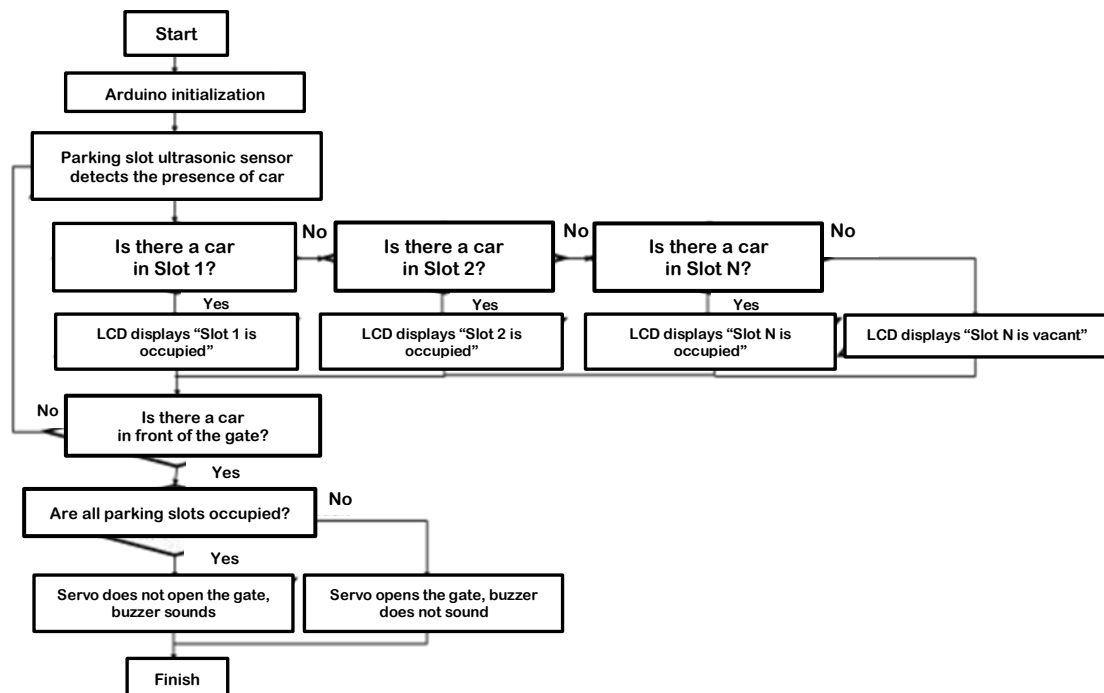 Start
Arduino initialization
Parking slot ultrasonic sensor
detects the presence of car
Is there a car
in Slot 1?
No
Is there a car
in Slot 2?
No
Is there a car
in Slot N?
No
Yes
Yes
Yes
LCD displays “Slot 1 is
occupied”
LCD displays “Slot 2 is
occupied”
LCD displays “Slot N is
occupied”
LCD displays “Slot N is vacant”
No
Is there a car
in front of the gate?
Yes
Are all parking slots occupied?
No
Yes
Servo does not open the gate,
buzzer sounds
Servo opens the gate, buzzer
does not sound
Finish